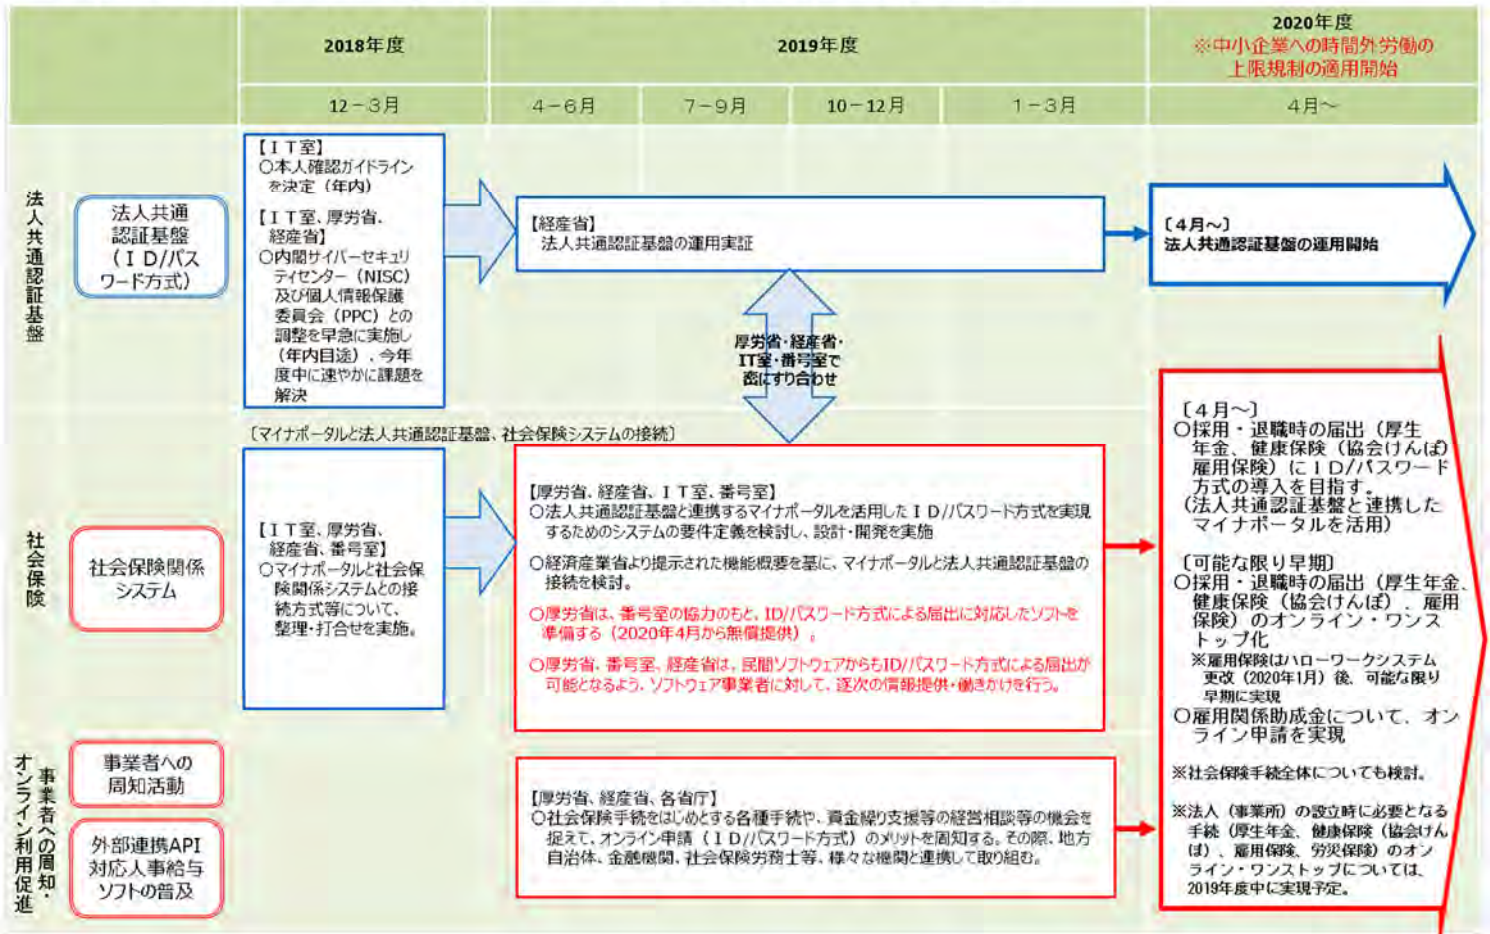 2018年度
2019年度
2020年度
※中小企業への時間外労働の
上限規制の適用開始
12－3月
4－6月
7－9月
10－12月
1－3月
4月～
法人共通認証基盤
法人共通
認証基盤
（ＩＤ/パス
ワード方式）
【ＩＴ室】
○本人確認ガイドライン
を決定（年内）
【ＩＴ室、厚労省、
経産省】
○内閣サイバーセキュリ
ティセンター（NISC）
及び個人情報保護
委員会（PPC）との
調整を早急に実施し
（年内目途）、今年
度中に速やかに課題を
解決
【経産省】
法人共通認証基盤の運用実証
〔4月～〕
法人共通認証基盤の運用開始
厚労省・経産省・
IT室・番号室で
密にすり合わせ
〔マイナポータルと法人共通認証基盤、社会保険システムの接続〕
社会保険
社会保険関係
システム
【ＩＴ室、厚労省、
経産省、番号室】
○マイナポータルと社会保
険関係システムとの接
続方式等について、
整理・打合せを実施。
【厚労省、経産省、ＩＴ室、番号室】
○法人共通認証基盤と連携するマイナポータルを活用したＩＤ/パスワード方式を実現
するためのシステムの要件定義を検討し、設計・開発を実施
○経済産業省より提示された機能概要を基に、マイナポータルと法人共通認証基盤の
接続を検討。
○厚労省は、番号室の協力のもと、ID/パスワード方式による届出に対応したソフトを
準備する（2020年4月から無償提供）。
○厚労省、番号室、経産省は、民間ソフトウェアからもID/パスワード方式による届出が
可能となるよう、ソフトウェア事業者に対して、逐次の情報提供・働きかけを行う。
〔４月～〕
○採用・退職時の届出（厚生
年金、健康保険（協会けんぽ）
雇用保険）にＩＤ/パスワード
方式の導入を目指す。
（法人共通認証基盤と連携した
マイナポータルを活用）
〔可能な限り早期〕
○採用・退職時の届出（厚生年金、
健康保険（協会けんぽ）、雇用
保険）のオンライン・ワンス
トップ化
※雇用保険はハローワークシステム
更改（2020年1月）後、可能な限り
早期に実現
○雇用関係助成金について、オン
ライン申請を実現
※社会保険手続全体についても検討。
※法人（事業所）の設立時に必要となる
手続（厚生年金、健康保険（協会けん
ぽ）、雇用保険、労災保険）のオン
ライン・ワンストップについては、
2019年度中に実現予定。
事業者への周知・
オンライン利用促進
事業者への
周知活動
外部連携API
対応人事給与
ソフトの普及
【厚労省、経産省、各省庁】
○社会保険手続をはじめとする各種手続や、資金繰り支援等の経営相談等の機会を
捉えて、オンライン申請（ＩＤ/パスワード方式）のメリットを周知する。その際、地方
自治体、金融機関、社会保険労務士等、様々な機関と連携して取り組む。